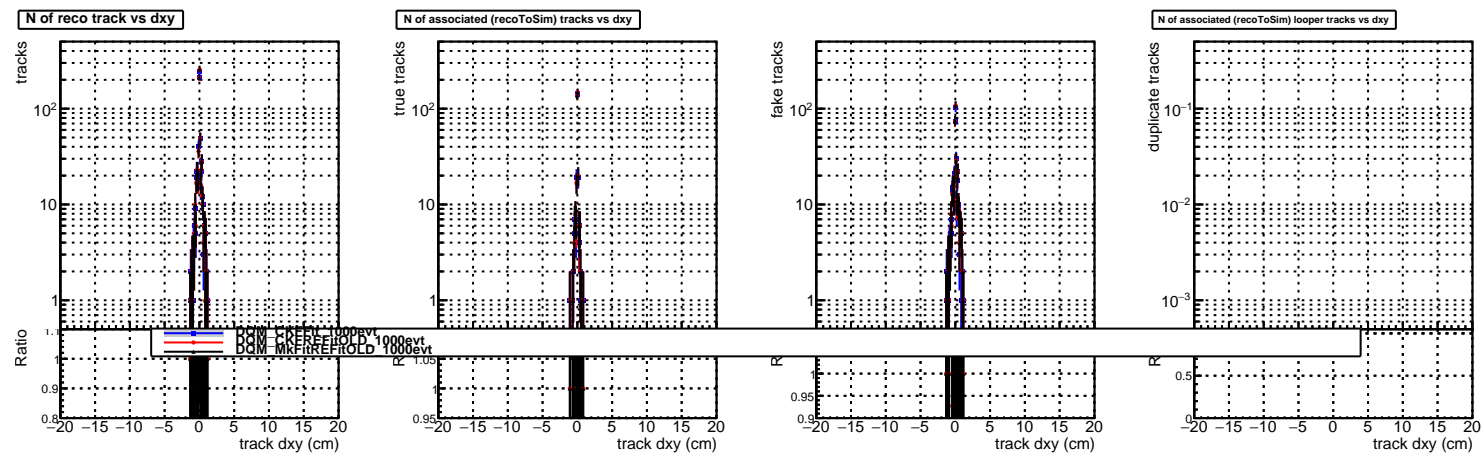 N of reco track vs dxy
N of associated (recoToSim) tracks vs dxy
N of associated (recoToSim) looper tracks vs dxy
tracks
10²
10
1
Ratio
1.1
1
0.9
0.8
−20 −15 −10 −5 0 5 10 15 20
track dxy (cm)
true tracks
10²
10
1
1.05
1
0.95
−20 −15 −10 −5 0 5 10 15 20
track dxy (cm)
fake tracks
10²
10
1
1
0.95
0.9
−20 −15 −10 −5 0 5 10 15 20
track dxy (cm)
duplicate tracks
10⁻¹
10⁻²
10⁻³
0.5
0
−20 −15 −10 −5 0 5 10 15 20
track dxy (cm)
DQM_CKFFit_1000evt
DQM_CKFREFitOLD_1000evt
DQM_MkFitREFitOLD_1000evt